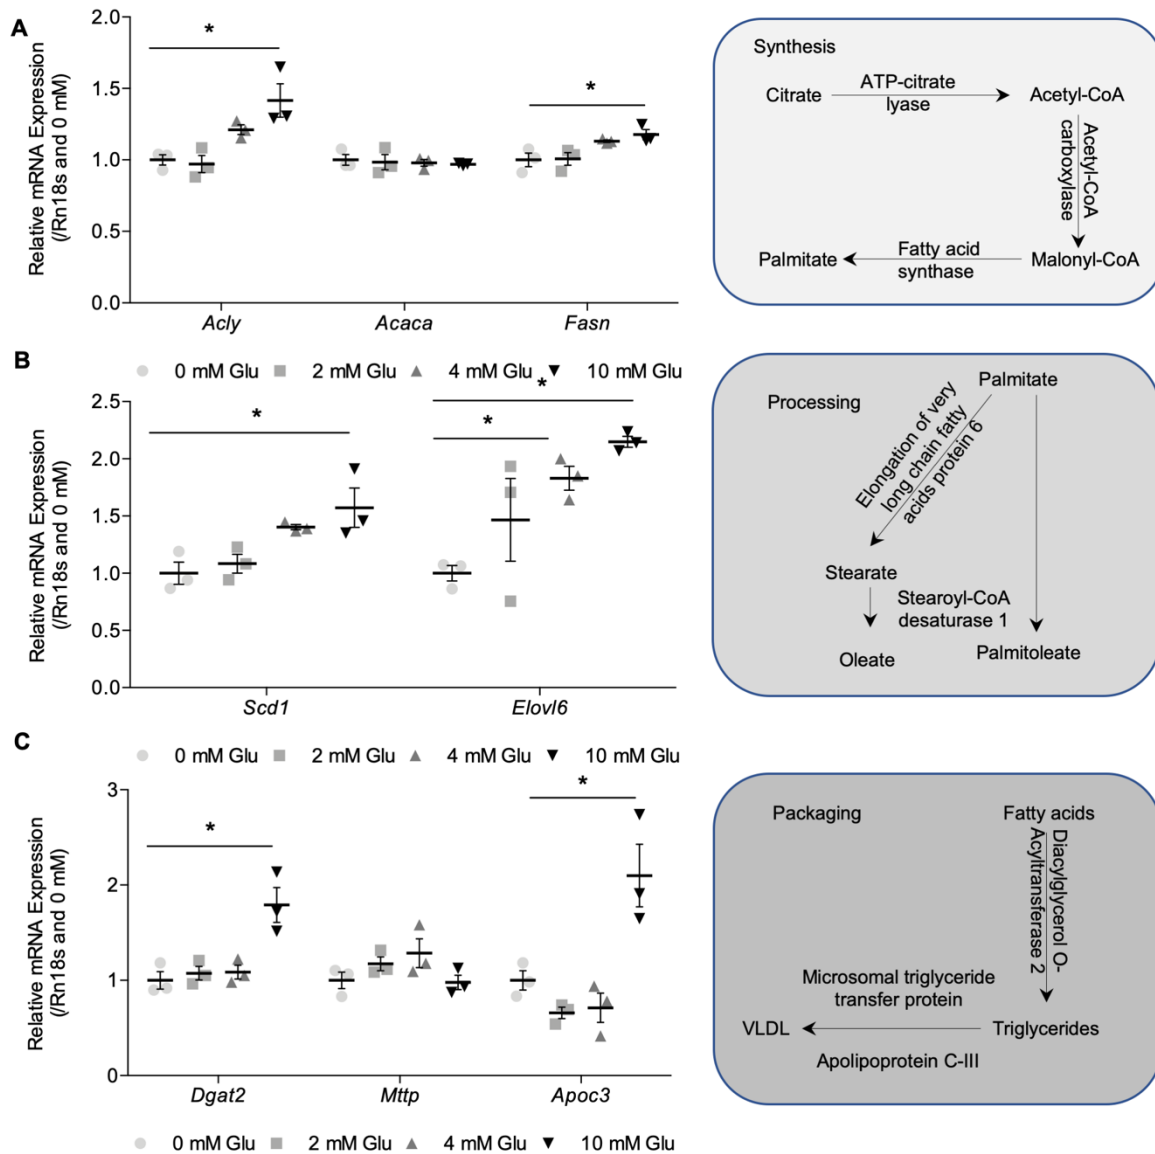 A
Relative mRNA Expression
(/Rn18s and 0 mM)
2.0
1.5
1.0
0.5
0.0
*
*
Acly
Acaca
Fasn
Synthesis
Citrate
ATP-citrate
lyase
Acetyl-CoA
Acetyl-CoA
carboxylase
Palmitate
Fatty acid
synthase
Malonyl-CoA
B
0 mM Glu
2 mM Glu
4 mM Glu
10 mM Glu
Relative mRNA Expression
(/Rn18s and 0 mM)
2.5
2.0
1.5
1.0
0.5
0.0
*
*
*
Scd1
Elovl6
Processing
Palmitate
Elongation of very
long chain fatty
acids protein 6
Stearate
Stearoyl-CoA
desaturase 1
Oleate
Palmitoleate
C
0 mM Glu
2 mM Glu
4 mM Glu
10 mM Glu
Relative mRNA Expression
(/Rn18s and 0 mM)
3
2
1
0
*
*
Dgat2
Mttp
Apoc3
Packaging
Fatty acids
Diacylglycerol O-
Acyltransferase 2
Microsomal triglyceride
transfer protein
VLDL
Triglycerides
Apolipoprotein C-III
0 mM Glu
2 mM Glu
4 mM Glu
10 mM Glu